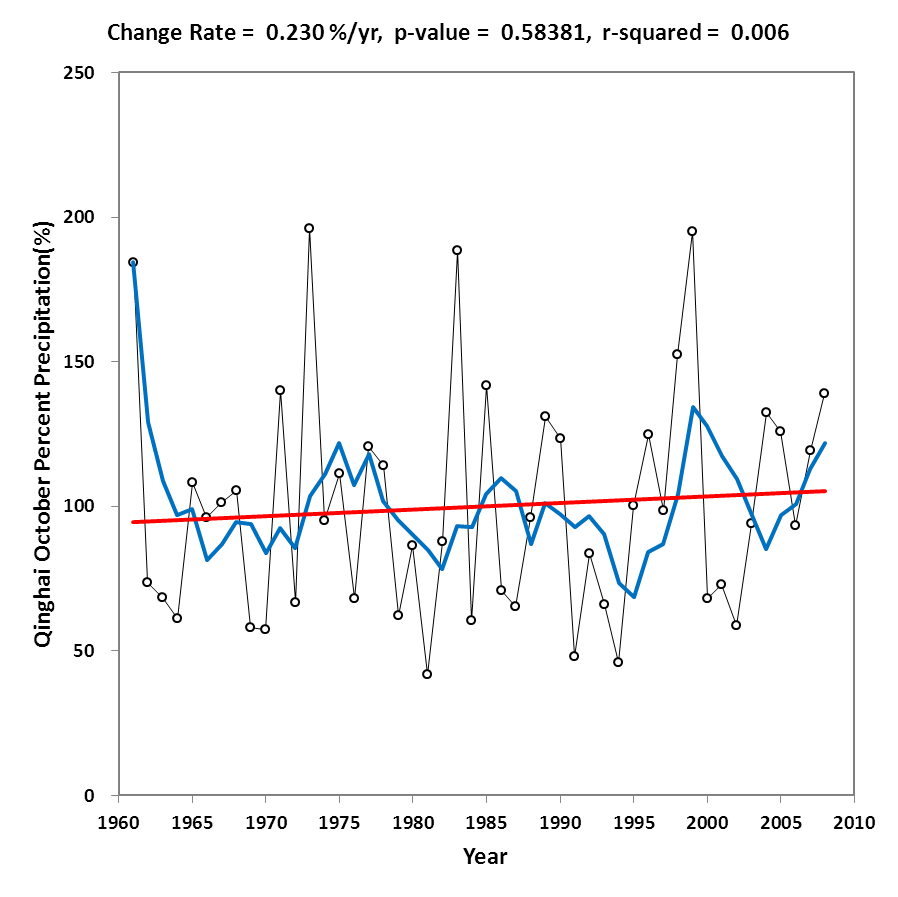 Change Rate = 0.230 %/yr, p-value = 0.58381, r-squared = 0.006
250
200
150
100
50
0
Qinghai October Percent Precipitation(%)
1960 1965 1970 1975 1980 1985 1990 1995 2000 2005 2010
Year